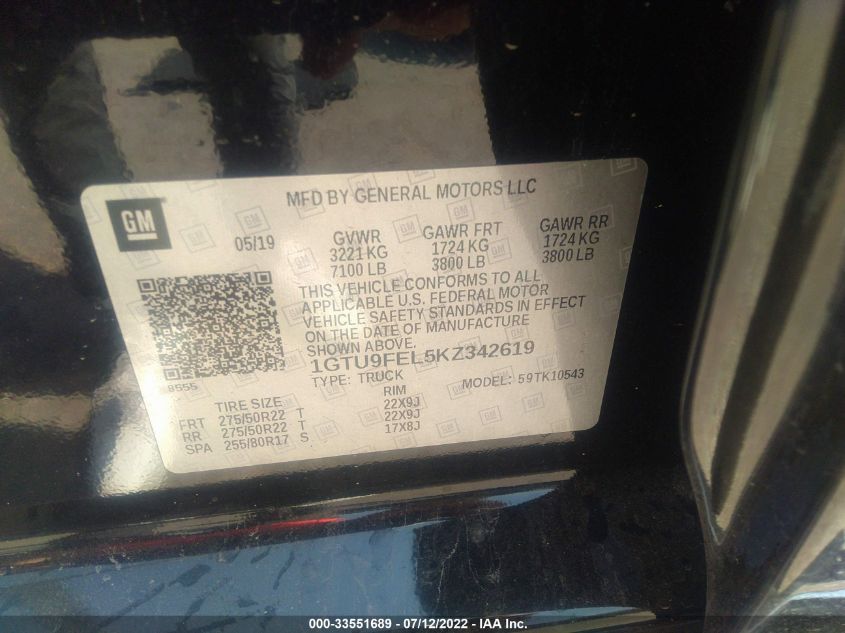 GM
MFD BY GENERAL MOTORS LLC
05/19
GVWR
3221 KG
7100 LB
GAWR FRT
1724 KG
3800 LB
GAWR RR
1724 KG
3800 LB
THIS VEHICLE CONFORMS TO ALL
APPLICABLE U.S. FEDERAL MOTOR
VEHICLE SAFETY STANDARDS IN EFFECT
ON THE DATE OF MANUFACTURE
SHOWN ABOVE.
1GTU9FEL5KZ342619
TYPE: TRUCK
MODEL: 59TK10543
TIRE SIZE RIM
FRT 275/50R22 T 22X9J
RR 275/50R22 T 22X9J
SPA 255/80R17 S 17X8J
000-33551689 - 07/12/2022 - IAA Inc.